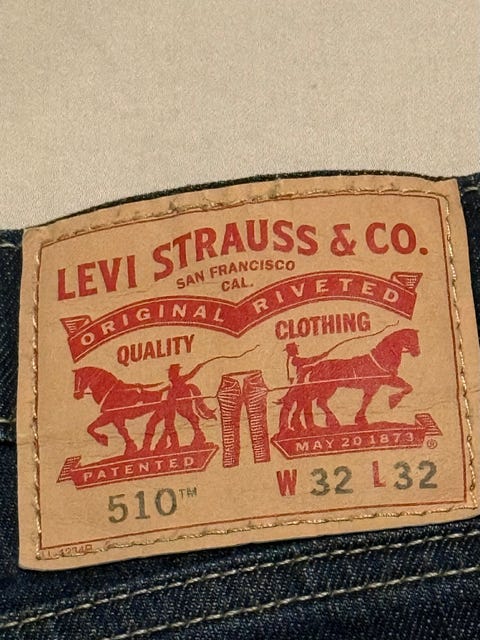 LEVI STRAUSS & CO.
SAN FRANCISCO
CAL.
ORIGINAL RIVETED
QUALITY CLOTHING
PATENTED MAY 20 1873 ®
510™ W 32 L 32